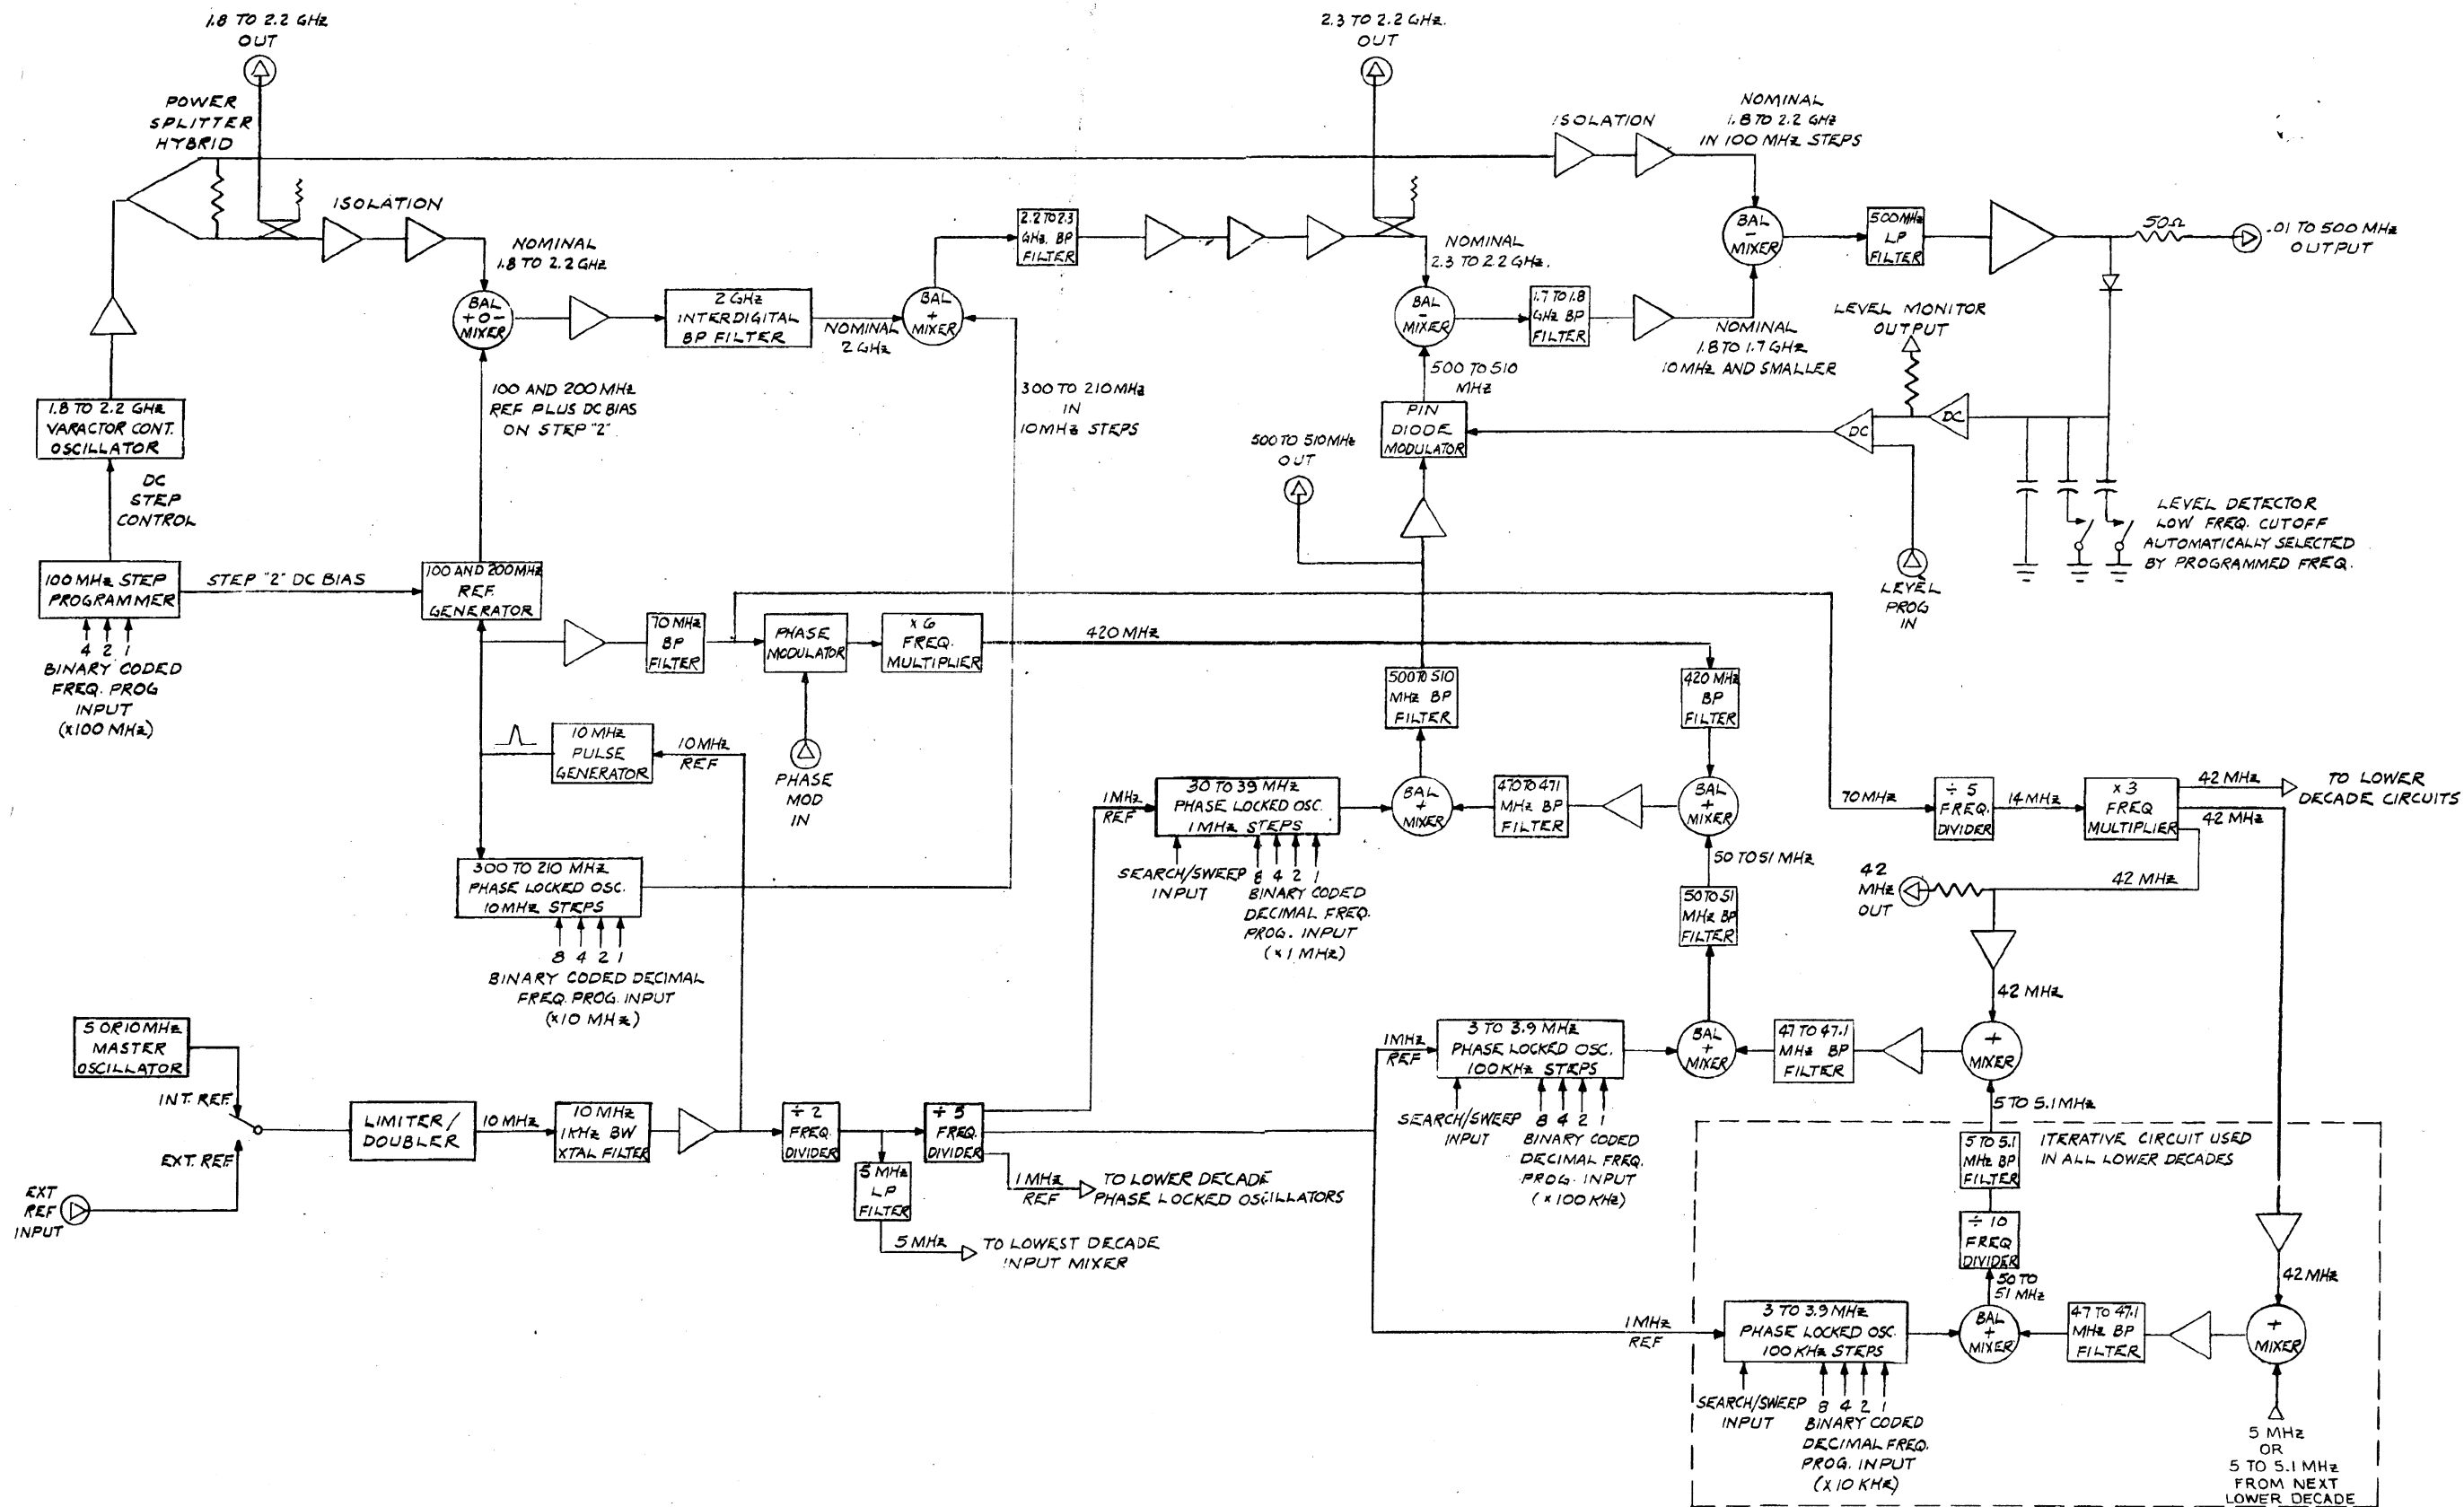 1.8 TO 2.2 GHz
OUT
2.3 TO 2.2 GHz.
OUT
POWER
SPLITTER
HYBRID
ISOLATION
NOMINAL
1.8 TO 2.2 GHz
ISOLATION
NOMINAL
1.8 TO 2.2 GHz
IN 100 MHz STEPS
2.2 TO 2.3
GHz. BP
FILTER
NOMINAL
2.3 TO 2.2 GHz.
BAL
-
MIXER
500MHz
LP
FILTER
50Ω
.01 TO 500 MHz
OUTPUT
BAL
+0-
MIXER
2 GHz
INTERDIGITAL
BP FILTER
NOMINAL
2 GHz
BAL
+
MIXER
BAL
-
MIXER
1.7 TO 1.8
GHz BP
FILTER
NOMINAL
1.8 TO 1.7 GHz
10 MHz AND SMALLER
LEVEL MONITOR
OUTPUT
1.8 TO 2.2 GHz
VARACTOR CONT.
OSCILLATOR
100 AND 200 MHz
REF PLUS DC BIAS
ON STEP "2"
300 TO 210 MHz
IN
10MHz STEPS
500 TO 510
MHz
PIN
DIODE
MODULATOR
DC
DC
500 TO 510 MHz
OUT
DC
STEP
CONTROL
LEVEL DETECTOR
LOW FREQ. CUTOFF
AUTOMATICALLY SELECTED
BY PROGRAMMED FREQ.
LEVEL
PROG
IN
100 MHz STEP
PROGRAMMER
STEP "2" DC BIAS
100 AND 200MHz
REF.
GENERATOR
4 2 1
BINARY CODED
FREQ. PROG
INPUT
(x100 MHz)
70 MHz
BP
FILTER
PHASE
MODULATOR
x 6
FREQ.
MULTIPLIER
420 MHz
500 TO 510
MHz BP
FILTER
420 MHz
BP
FILTER
10 MHz
PULSE
GENERATOR
10 MHz
REF
PHASE
MOD
IN
1 MHz
REF
30 TO 39 MHz
PHASE LOCKED OSC.
1 MHz STEPS
BAL
+
MIXER
470 TO 471
MHz BP
FILTER
BAL
+
MIXER
70 MHz
÷ 5
FREQ.
DIVIDER
14 MHz
x 3
FREQ
MULTIPLIER
42 MHz
TO LOWER
DECADE CIRCUITS
42 MHz
SEARCH/SWEEP
INPUT
8 4 2 1
BINARY CODED
DECIMAL FREQ.
PROG. INPUT
(x 1 MHz)
50 TO 51 MHz
42
MHz
OUT
42 MHz
300 TO 210 MHz
PHASE LOCKED OSC.
10 MHz STEPS
8 4 2 1
BINARY CODED DECIMAL
FREQ. PROG. INPUT
(x10 MHz)
50 TO 51
MHz BP
FILTER
42 MHz
5 OR 10 MHz
MASTER
OSCILLATOR
INT. REF.
EXT. REF.
EXT
REF
INPUT
LIMITER/
DOUBLER
10 MHz
10 MHz
1KHz BW
XTAL FILTER
÷ 2
FREQ.
DIVIDER
÷ 5
FREQ.
DIVIDER
5 MHz
LP
FILTER
5 MHz
TO LOWEST DECADE
INPUT MIXER
1 MHz
REF
TO LOWER DECADE
PHASE LOCKED OSCILLATORS
1MHz
REF
3 TO 3.9 MHz
PHASE LOCKED OSC.
100 KHz STEPS
BAL
+
MIXER
47 TO 47.1
MHz BP
FILTER
+
MIXER
SEARCH/SWEEP
INPUT
8 4 2 1
BINARY CODED
DECIMAL FREQ.
PROG. INPUT
(x 100 KHz)
5 TO 5.1 MHz
5 TO 5.1
MHz BP
FILTER
ITERATIVE CIRCUIT USED
IN ALL LOWER DECADES
÷ 10
FREQ
DIVIDER
50 TO
51 MHz
42 MHz
1 MHz
REF
3 TO 3.9 MHz
PHASE LOCKED OSC.
100 KHz STEPS
BAL
+
MIXER
47 TO 47.1
MHz BP
FILTER
+
MIXER
SEARCH/SWEEP
INPUT
8 4 2 1
BINARY CODED
DECIMAL FREQ.
PROG. INPUT
(x 10 KHz)
5 MHz
OR
5 TO 5.1 MHz
FROM NEXT
LOWER DECADE